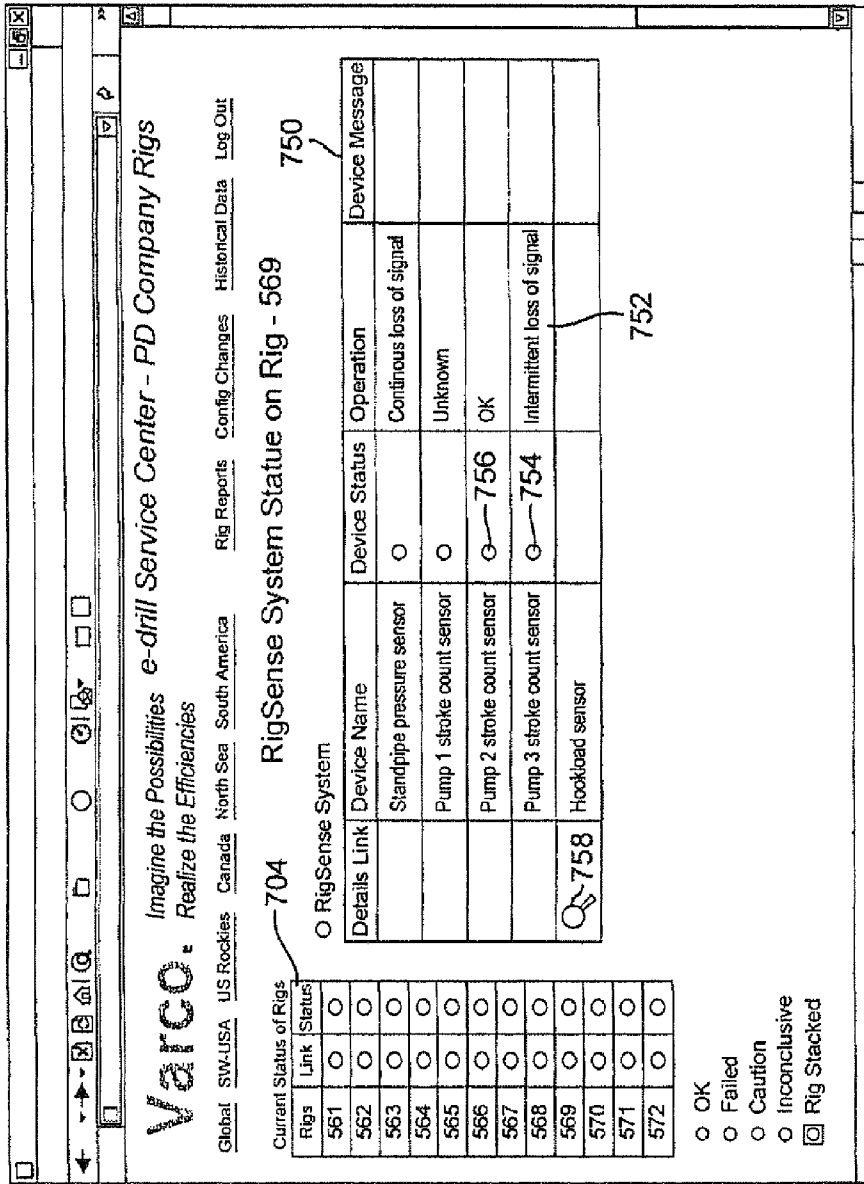 Varco.
Imagine the Possibilities
Realize the Efficiencies
e-drill Service Center - PD Company Rigs
Global SW-USA US Rockies Canada North Sea South America Rig Reports Config Changes Historical Data Log Out
Current Status of Rigs
704
RigSense System Statue on Rig - 569
Rigs Link Status
561
562
563
564
565
566
567
568
569
570
571
572
OK
Failed
Caution
Inconclusive
Rig Stacked
RigSense System
750
Details Link Device Name Device Status Operation Device Message
Standpipe pressure sensor Continous loss of signal
Pump 1 stroke count sensor Unknown
Pump 2 stroke count sensor 756 OK
Pump 3 stroke count sensor 754 Intermittent loss of signal
758 Hookload sensor
752